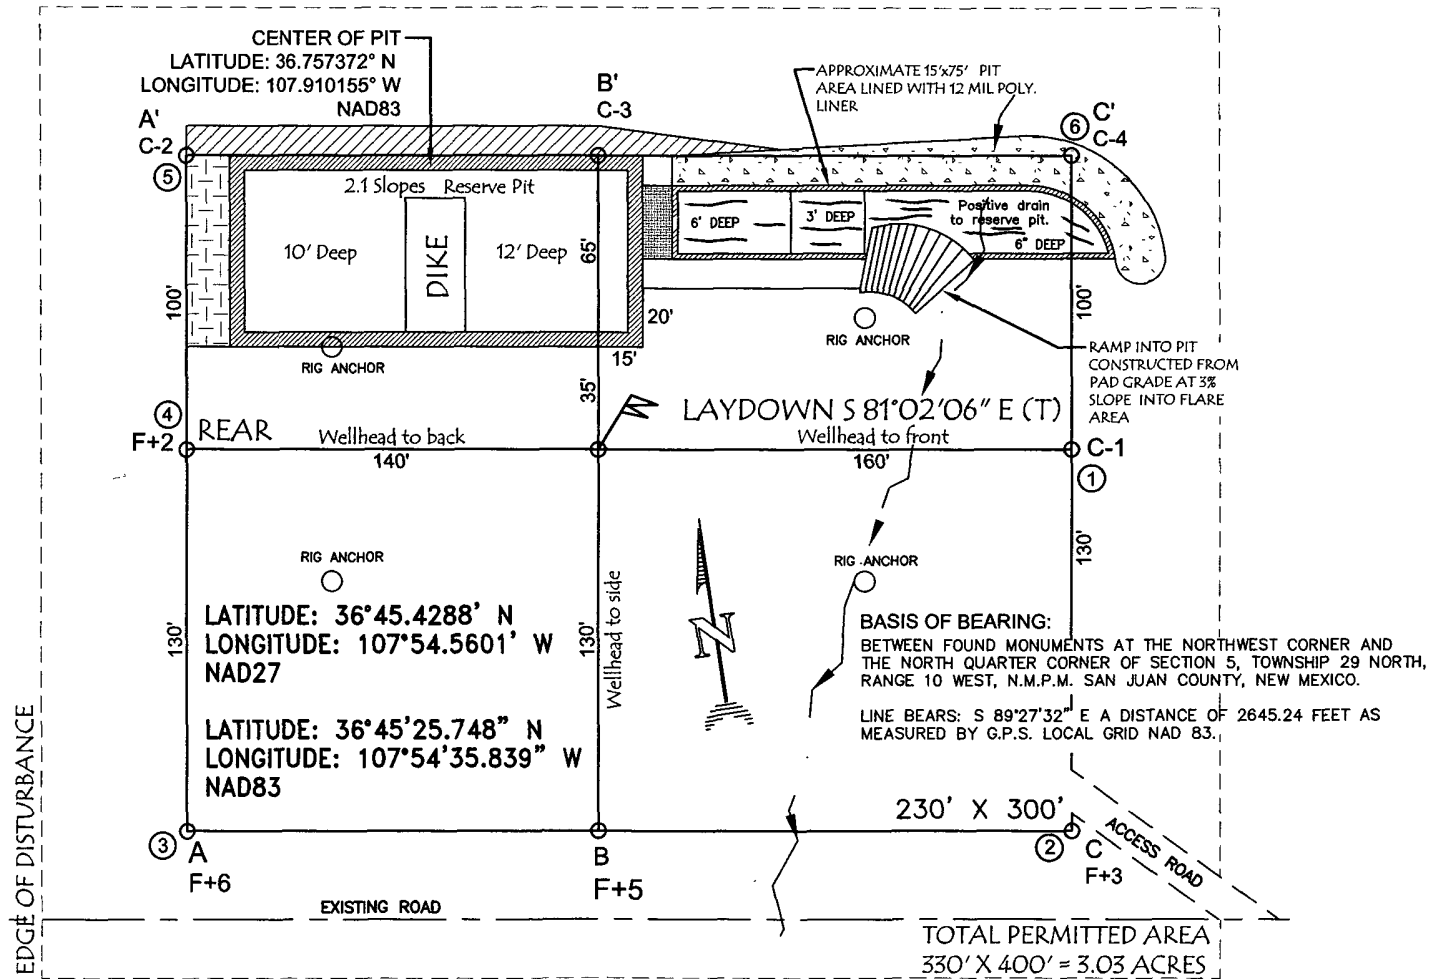 CENTER OF PIT
LATITUDE: 36.757372° N
LONGITUDE: 107.910155° W
NAD83
APPROXIMATE 15'x75' PIT
AREA LINED WITH 12 MIL POLY.
LINER
A'
C-2
5
B'
C-3
6
C'
C-4
2.1 Slopes Reserve Pit
10' Deep
DIKE
12' Deep
65'
6' DEEP
3' DEEP
Positive drain
to reserve pit.
6" DEEP
100'
100'
20'
15'
35'
RIG ANCHOR
RIG ANCHOR
RAMP INTO PIT
CONSTRUCTED FROM
PAD GRADE AT 3%
SLOPE INTO FLARE
AREA
4
F+2
REAR
Wellhead to back
140'
LAYDOWN S 81°02'06" E (T)
Wellhead to front
160'
C-1
1
RIG ANCHOR
RIG ANCHOR
130'
130'
130'
Wellhead to side
N
LATITUDE: 36°45.4288' N
LONGITUDE: 107°54.5601' W
NAD27
LATITUDE: 36°45'25.748" N
LONGITUDE: 107°54'35.839" W
NAD83
BASIS OF BEARING:
BETWEEN FOUND MONUMENTS AT THE NORTHWEST CORNER AND
THE NORTH QUARTER CORNER OF SECTION 5, TOWNSHIP 29 NORTH,
RANGE 10 WEST, N.M.P.M. SAN JUAN COUNTY, NEW MEXICO.
LINE BEARS: S 89°27'32" E A DISTANCE OF 2645.24 FEET AS
MEASURED BY G.P.S. LOCAL GRID NAD 83.
230' X 300'
3
A
F+6
B
F+5
2
C
F+3
ACCESS ROAD
EXISTING ROAD
EDGE OF DISTURBANCE
TOTAL PERMITTED AREA
330' X 400' = 3.03 ACRES